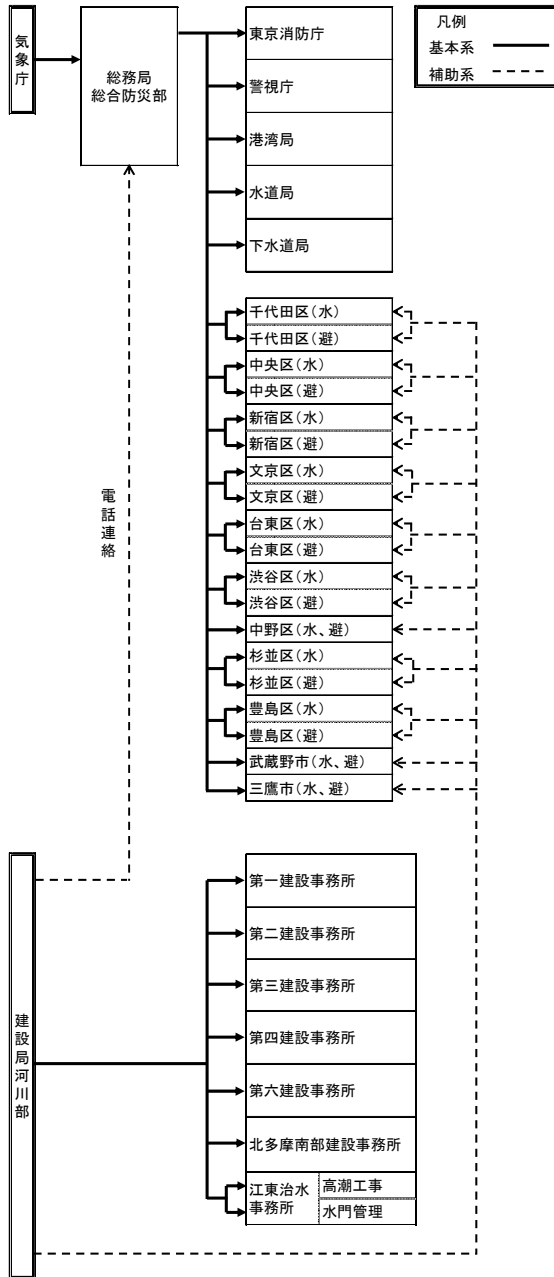 気象庁
総務局
総合防災部
東京消防庁
警視庁
港湾局
水道局
下水道局
凡例
基本系
補助系
千代田区(水)
千代田区(避)
中央区(水)
中央区(避)
新宿区(水)
新宿区(避)
文京区(水)
文京区(避)
台東区(水)
台東区(避)
渋谷区(水)
渋谷区(避)
中野区(水、避)
杉並区(水)
杉並区(避)
豊島区(水)
豊島区(避)
武蔵野市(水、避)
三鷹市(水、避)
電話連絡
建設局河川部
第一建設事務所
第二建設事務所
第三建設事務所
第四建設事務所
第六建設事務所
北多摩南部建設事務所
江東治水
事務所
高潮工事
水門管理